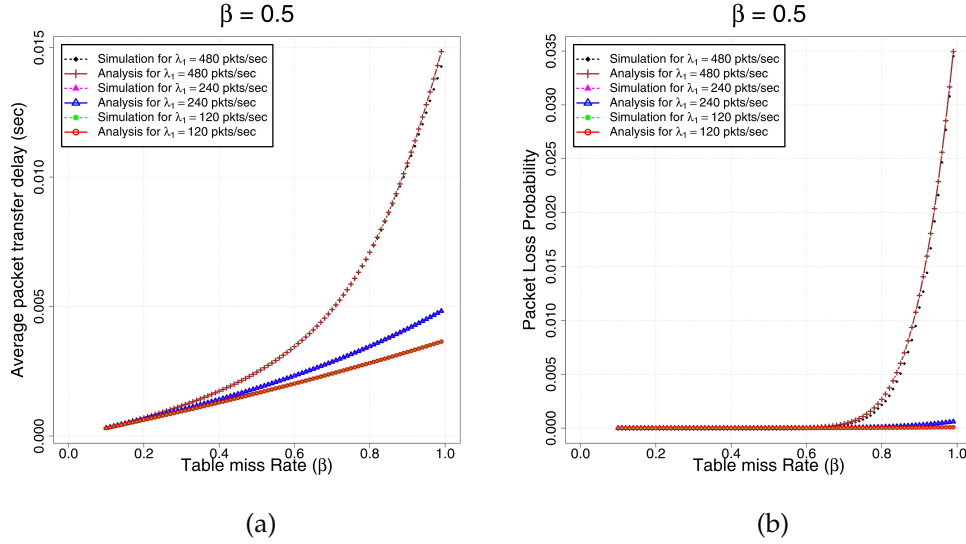 β = 0.5
Simulation for λ₁ = 480 pkts/sec
Analysis for λ₁ = 480 pkts/sec
Simulation for λ₁ = 240 pkts/sec
Analysis for λ₁ = 240 pkts/sec
Simulation for λ₁ = 120 pkts/sec
Analysis for λ₁ = 120 pkts/sec
Average packet transfer delay (sec)
0.015
0.010
0.005
0.000
0.0 0.2 0.4 0.6 0.8 1.0
Table miss Rate (β)
(a)
β = 0.5
Simulation for λ₁ = 480 pkts/sec
Analysis for λ₁ = 480 pkts/sec
Simulation for λ₁ = 240 pkts/sec
Analysis for λ₁ = 240 pkts/sec
Simulation for λ₁ = 120 pkts/sec
Analysis for λ₁ = 120 pkts/sec
Packet Loss Probability
0.035
0.030
0.025
0.020
0.015
0.010
0.005
0.000
0.0 0.2 0.4 0.6 0.8 1.0
Table miss Rate (β)
(b)